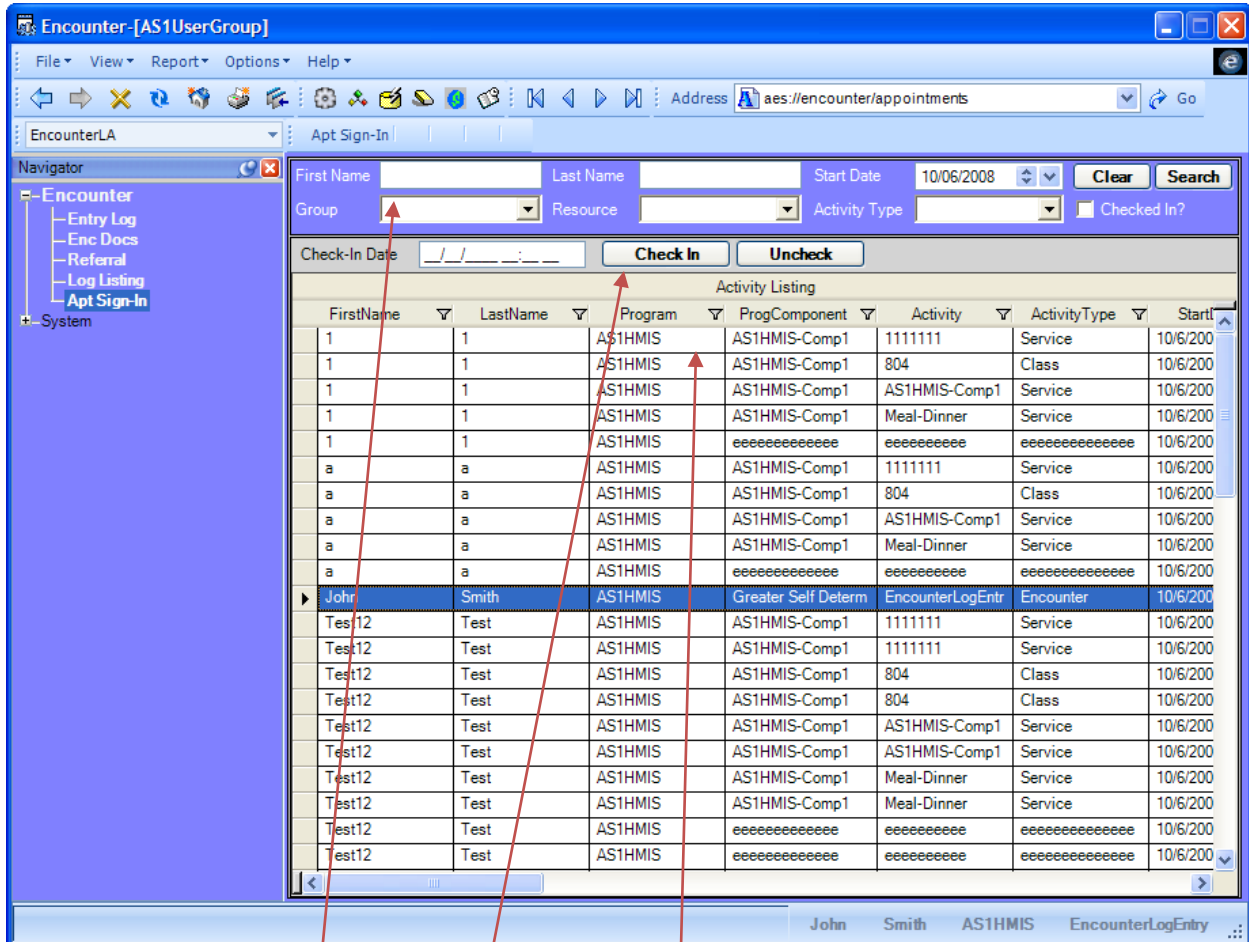 Encounter-[AS1UserGroup]
File View Report Options Help
Address aes://encounter/appointments Go
EncounterLA Apt Sign-In
Navigator
Encounter
Entry Log
Enc Docs
Referral
Log Listing
Apt Sign-In
System
First Name Last Name Start Date 10/06/2008 Clear Search
Group Resource Activity Type Checked In?
Check-In Date __/__/____ __:__ __ Check In Uncheck
Activity Listing
FirstName LastName Program ProgComponent Activity ActivityType StartD
1 1 AS1HMIS AS1HMIS-Comp1 1111111 Service 10/6/200
1 1 AS1HMIS AS1HMIS-Comp1 804 Class 10/6/200
1 1 AS1HMIS AS1HMIS-Comp1 AS1HMIS-Comp1 Service 10/6/200
1 1 AS1HMIS AS1HMIS-Comp1 Meal-Dinner Service 10/6/200
1 1 AS1HMIS eeeeeeeeeeeee eeeeeeeeee eeeeeeeeeeeeee 10/6/200
a a AS1HMIS AS1HMIS-Comp1 1111111 Service 10/6/200
a a AS1HMIS AS1HMIS-Comp1 804 Class 10/6/200
a a AS1HMIS AS1HMIS-Comp1 AS1HMIS-Comp1 Service 10/6/200
a a AS1HMIS AS1HMIS-Comp1 Meal-Dinner Service 10/6/200
a a AS1HMIS eeeeeeeeeeeee eeeeeeeeee eeeeeeeeeeeeee 10/6/200
John Smith AS1HMIS Greater Self Determ EncounterLogEntr Encounter 10/6/200
Test12 Test AS1HMIS AS1HMIS-Comp1 1111111 Service 10/6/200
Test12 Test AS1HMIS AS1HMIS-Comp1 1111111 Service 10/6/200
Test12 Test AS1HMIS AS1HMIS-Comp1 804 Class 10/6/200
Test12 Test AS1HMIS AS1HMIS-Comp1 804 Class 10/6/200
Test12 Test AS1HMIS AS1HMIS-Comp1 AS1HMIS-Comp1 Service 10/6/200
Test12 Test AS1HMIS AS1HMIS-Comp1 AS1HMIS-Comp1 Service 10/6/200
Test12 Test AS1HMIS AS1HMIS-Comp1 Meal-Dinner Service 10/6/200
Test12 Test AS1HMIS AS1HMIS-Comp1 Meal-Dinner Service 10/6/200
Test12 Test AS1HMIS eeeeeeeeeeeee eeeeeeeeee eeeeeeeeeeeeee 10/6/200
Test12 Test AS1HMIS eeeeeeeeeeeee eeeeeeeeee eeeeeeeeeeeeee 10/6/200
John Smith AS1HMIS EncounterLogEntry